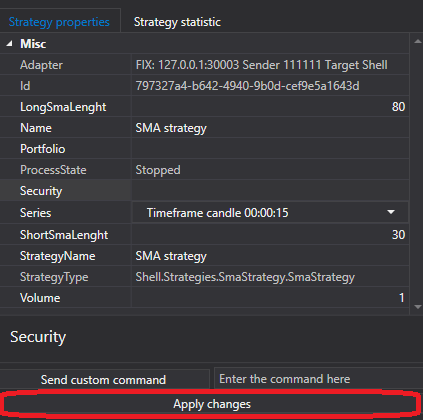 Strategy properties Strategy statistic
Misc
Adapter FIX: 127.0.0.1:30003 Sender 111111 Target Shell
Id 797327a4-b642-4940-9b0d-cef9e5a1643d
LongSmaLenght 80
Name SMA strategy
Portfolio
ProcessState Stopped
Security
Series Timeframe candle 00:00:15
ShortSmaLenght 30
StrategyName SMA strategy
StrategyType Shell.Strategies.SmaStrategy.SmaStrategy
Volume 1
Security
Send custom command Enter the command here
Apply changes